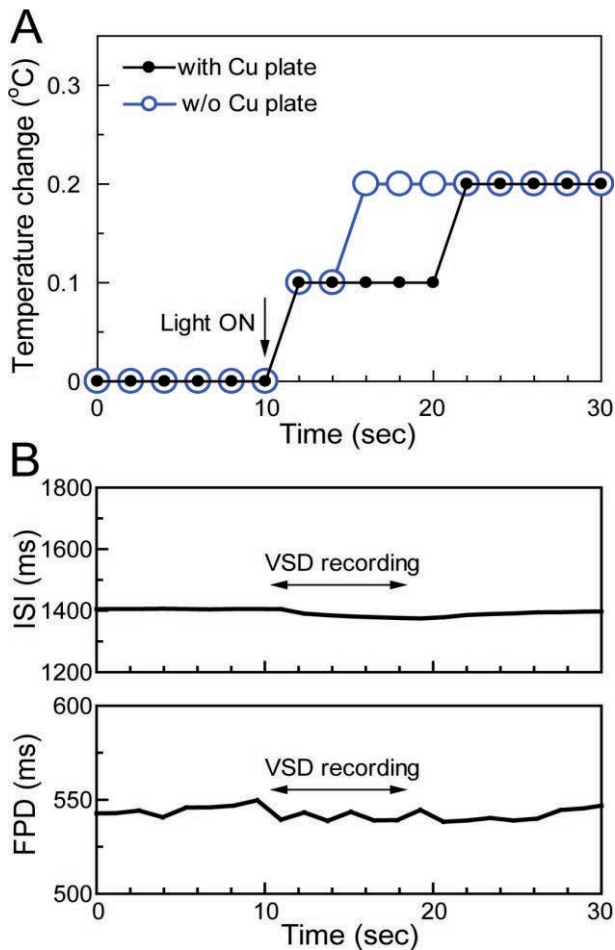 A
Temperature change (°C)
0.3
0.2
0.1
0
with Cu plate
w/o Cu plate
Light ON
0
10
20
30
Time (sec)
B
ISI (ms)
1800
1600
1400
1200
VSD recording
FPD (ms)
600
550
500
VSD recording
0
10
20
30
Time (sec)